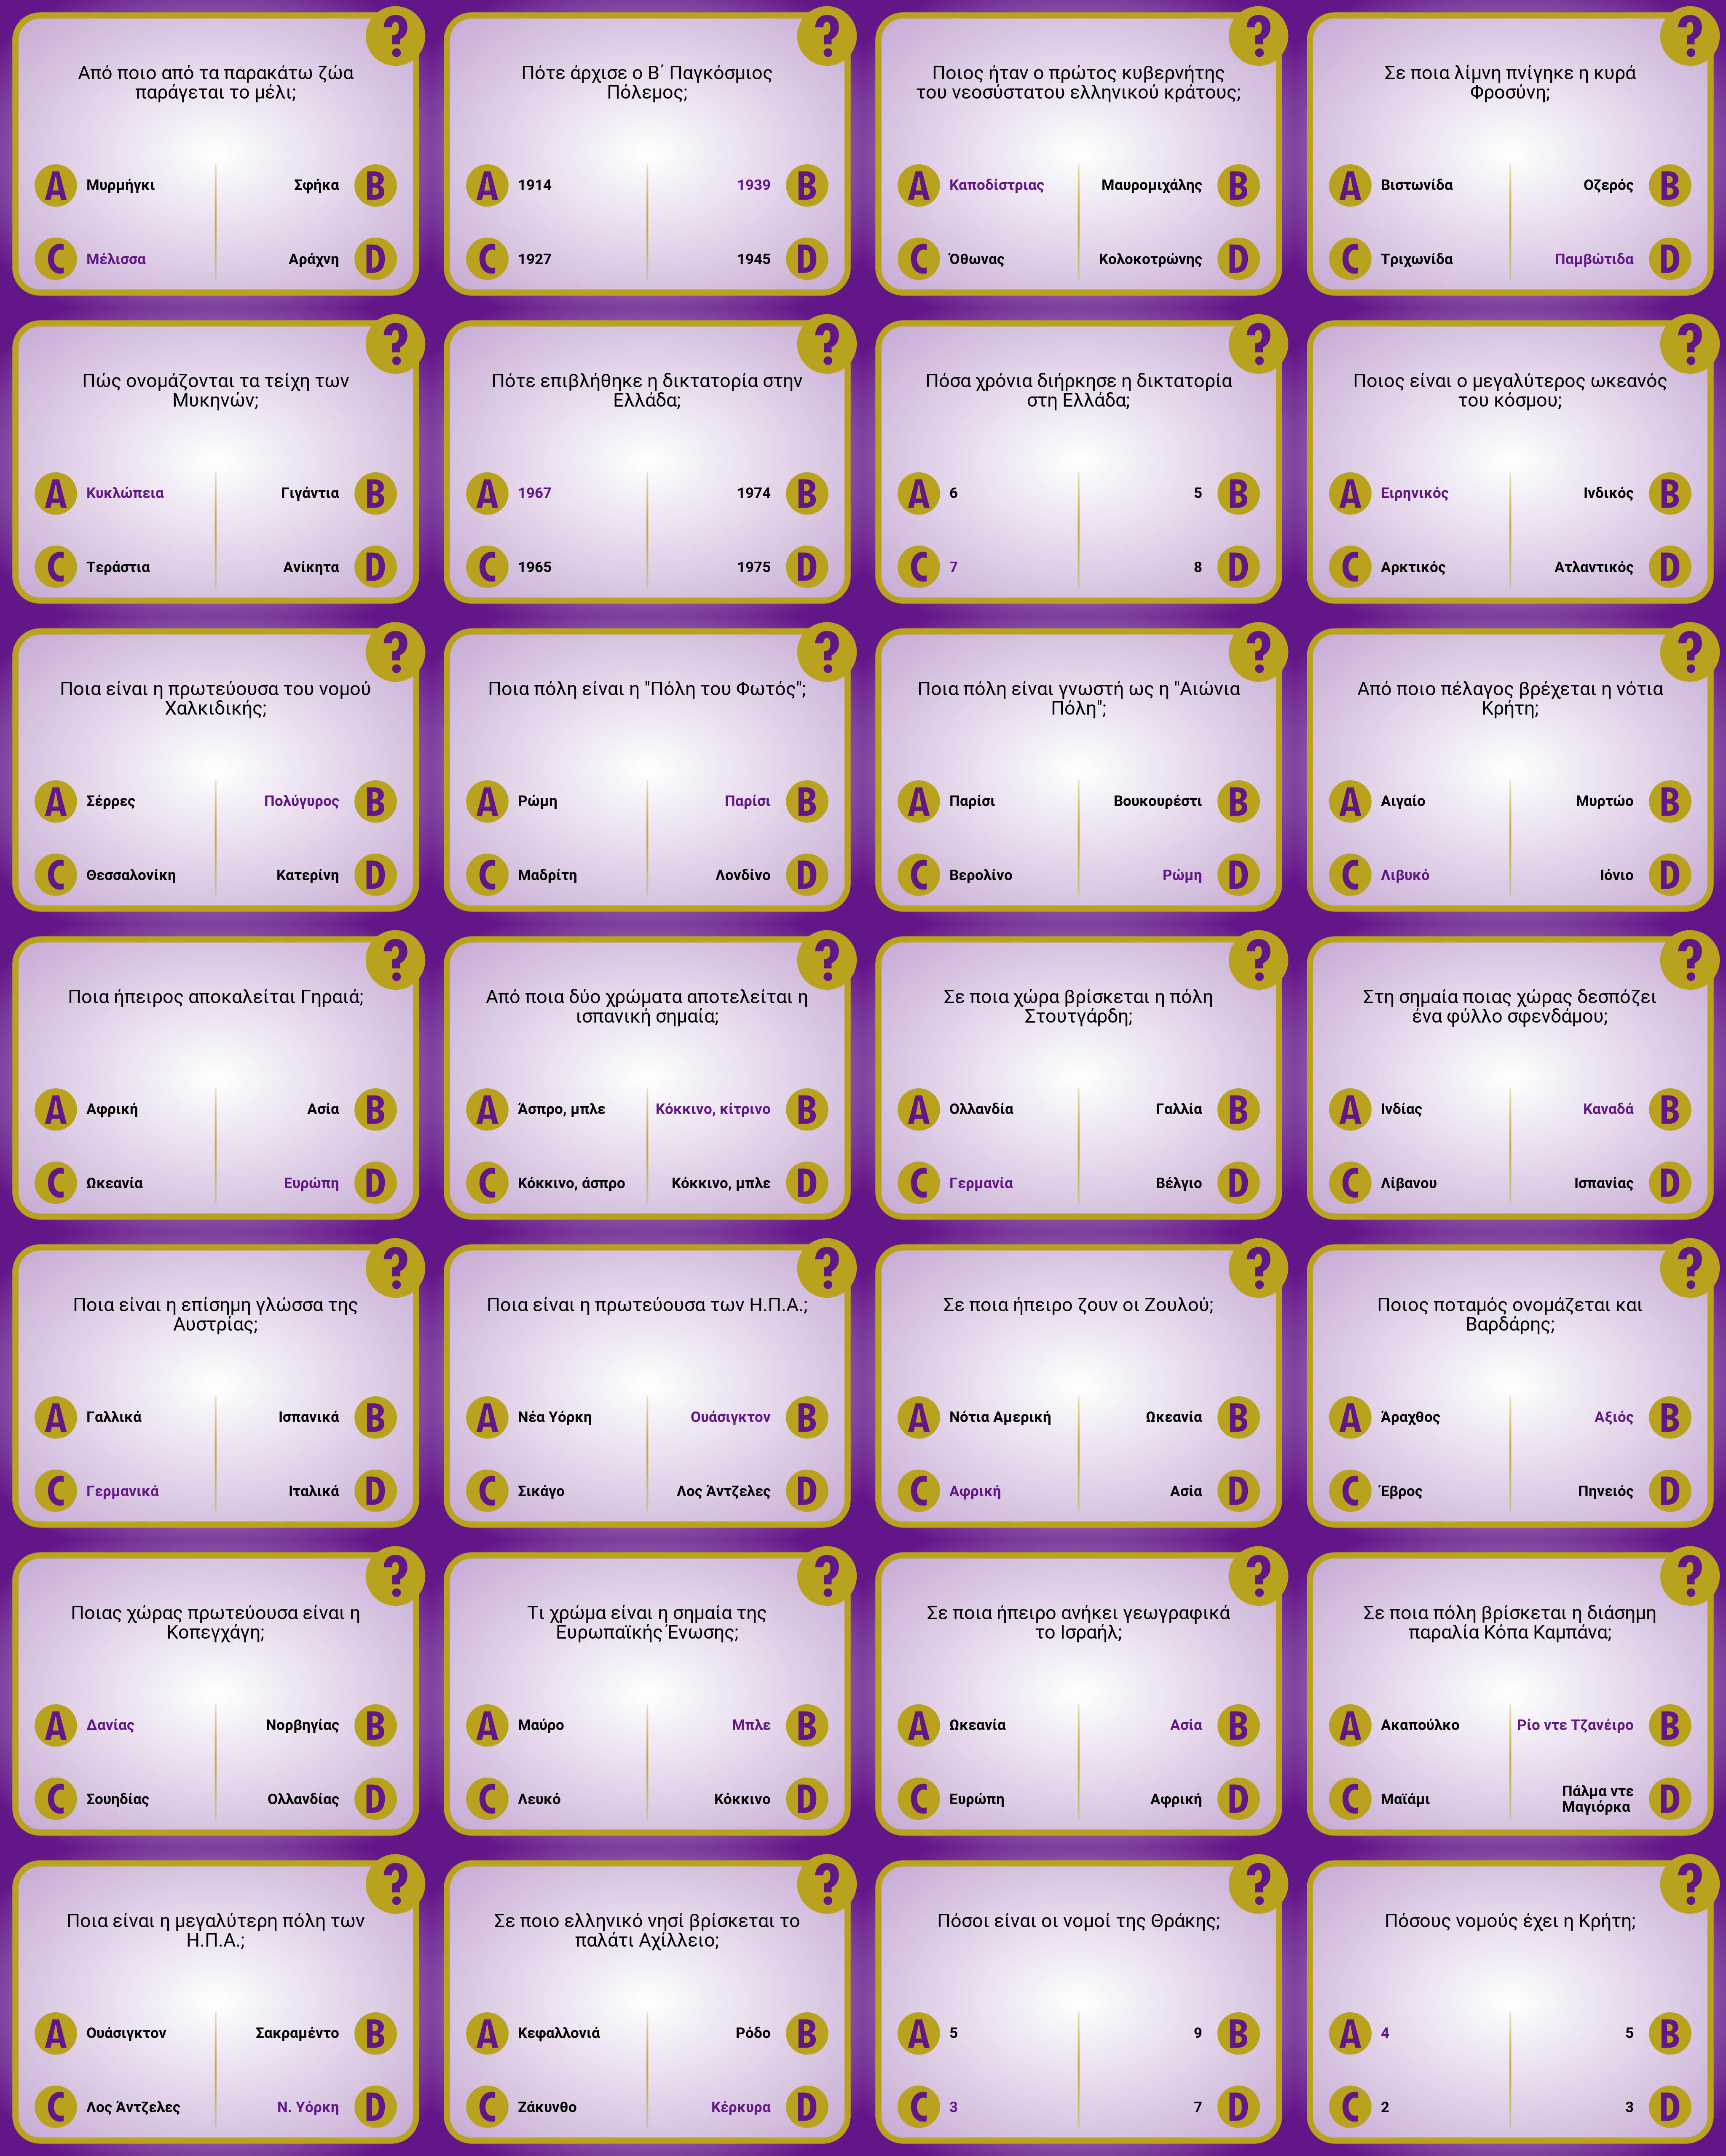 ?
Από ποιο από τα παρακάτω ζώα
παράγεται το μέλι;
A Μυρμήγκι Σφήκα B
C Μέλισσα Αράχνη D
?
Πότε άρχισε ο Β΄ Παγκόσμιος
Πόλεμος;
A 1914 1939 B
C 1927 1945 D
?
Ποιος ήταν ο πρώτος κυβερνήτης
του νεοσύστατου ελληνικού κράτους;
A Καποδίστριας Μαυρομιχάλης B
C Όθωνας Κολοκοτρώνης D
?
Σε ποια λίμνη πνίγηκε η κυρά
Φροσύνη;
A Βιστωνίδα Οζερός B
C Τριχωνίδα Παμβώτιδα D
?
Πώς ονομάζονται τα τείχη των
Μυκηνών;
A Κυκλώπεια Γιγάντια B
C Τεράστια Ανίκητα D
?
Πότε επιβλήθηκε η δικτατορία στην
Ελλάδα;
A 1967 1974 B
C 1965 1975 D
?
Πόσα χρόνια διήρκησε η δικτατορία
στη Ελλάδα;
A 6 5 B
C 7 8 D
?
Ποιος είναι ο μεγαλύτερος ωκεανός
του κόσμου;
A Ειρηνικός Ινδικός B
C Αρκτικός Ατλαντικός D
?
Ποια είναι η πρωτεύουσα του νομού
Χαλκιδικής;
A Σέρρες Πολύγυρος B
C Θεσσαλονίκη Κατερίνη D
?
Ποια πόλη είναι η "Πόλη του Φωτός";
A Ρώμη Παρίσι B
C Μαδρίτη Λονδίνο D
?
Ποια πόλη είναι γνωστή ως η "Αιώνια
Πόλη";
A Παρίσι Βουκουρέστι B
C Βερολίνο Ρώμη D
?
Από ποιο πέλαγος βρέχεται η νότια
Κρήτη;
A Αιγαίο Μυρτώο B
C Λιβυκό Ιόνιο D
?
Ποια ήπειρος αποκαλείται Γηραιά;
A Αφρική Ασία B
C Ωκεανία Ευρώπη D
?
Από ποια δύο χρώματα αποτελείται η
ισπανική σημαία;
A Άσπρο, μπλε Κόκκινο, κίτρινο B
C Κόκκινο, άσπρο Κόκκινο, μπλε D
?
Σε ποια χώρα βρίσκεται η πόλη
Στουτγάρδη;
A Ολλανδία Γαλλία B
C Γερμανία Βέλγιο D
?
Στη σημαία ποιας χώρας δεσπόζει
ένα φύλλο σφενδάμου;
A Ινδίας Καναδά B
C Λίβανου Ισπανίας D
?
Ποια είναι η επίσημη γλώσσα της
Αυστρίας;
A Γαλλικά Ισπανικά B
C Γερμανικά Ιταλικά D
?
Ποια είναι η πρωτεύουσα των Η.Π.Α.;
A Νέα Υόρκη Ουάσιγκτον B
C Σικάγο Λος Άντζελες D
?
Σε ποια ήπειρο ζουν οι Ζουλού;
A Νότια Αμερική Ωκεανία B
C Αφρική Ασία D
?
Ποιος ποταμός ονομάζεται και
Βαρδάρης;
A Άραχθος Αξιός B
C Έβρος Πηνειός D
?
Ποιας χώρας πρωτεύουσα είναι η
Κοπεγχάγη;
A Δανίας Νορβηγίας B
C Σουηδίας Ολλανδίας D
?
Τι χρώμα είναι η σημαία της
Ευρωπαϊκής Ένωσης;
A Μαύρο Μπλε B
C Λευκό Κόκκινο D
?
Σε ποια ήπειρο ανήκει γεωγραφικά
το Ισραήλ;
A Ωκεανία Ασία B
C Ευρώπη Αφρική D
?
Σε ποια πόλη βρίσκεται η διάσημη
παραλία Κόπα Καμπάνα;
A Ακαπούλκο Ρίο ντε Τζανέιρο B
C Μαϊάμι Πάλμα ντε
Μαγιόρκα D
?
Ποια είναι η μεγαλύτερη πόλη των
Η.Π.Α.;
A Ουάσιγκτον Σακραμέντο B
C Λος Άντζελες Ν. Υόρκη D
?
Σε ποιο ελληνικό νησί βρίσκεται το
παλάτι Αχίλλειο;
A Κεφαλλονιά Ρόδο B
C Ζάκυνθο Κέρκυρα D
?
Πόσοι είναι οι νομοί της Θράκης;
A 5 9 B
C 3 7 D
?
Πόσους νομούς έχει η Κρήτη;
A 4 5 B
C 2 3 D